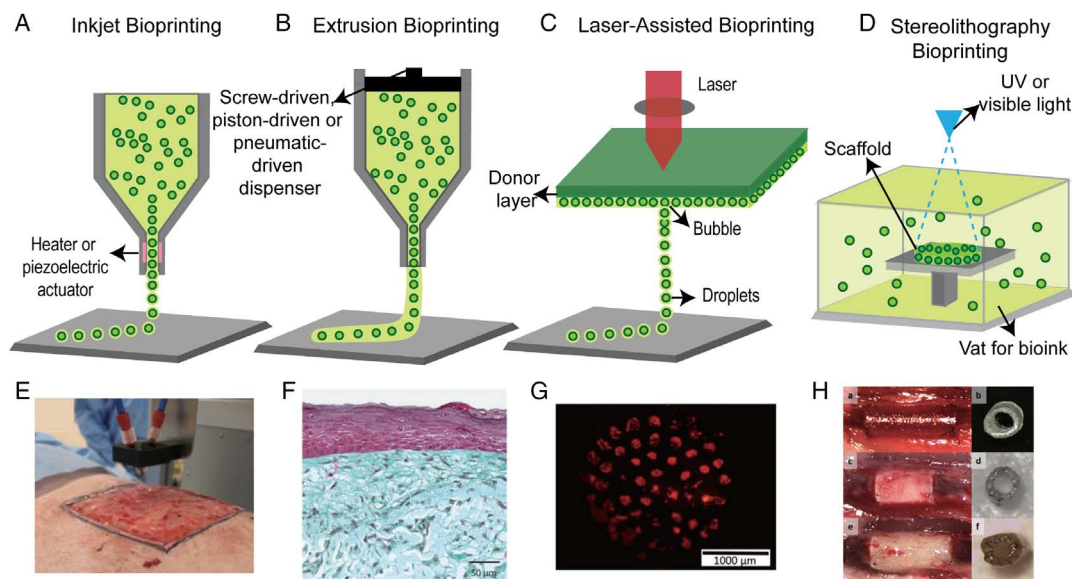 A
Inkjet Bioprinting
Heater or
piezoelectric
actuator
B
Extrusion Bioprinting
Screw-driven,
piston-driven or
pneumatic-
driven
dispenser
C
Laser-Assisted Bioprinting
Laser
Donor
layer
Bubble
Droplets
D
Stereolithography
Bioprinting
UV or
visible light
Scaffold
Vat for bioink
E
F
50 µm
G
1000 µm
H
a
b
c
d
e
f